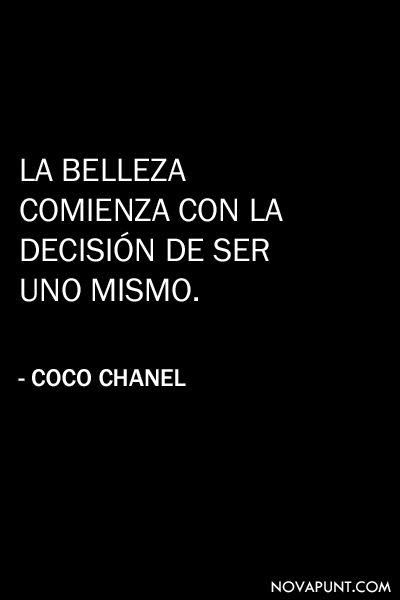 LA BELLEZA
COMIENZA CON LA
DECISIÓN DE SER
UNO MISMO.
- COCO CHANEL
NOVAPUNT.COM